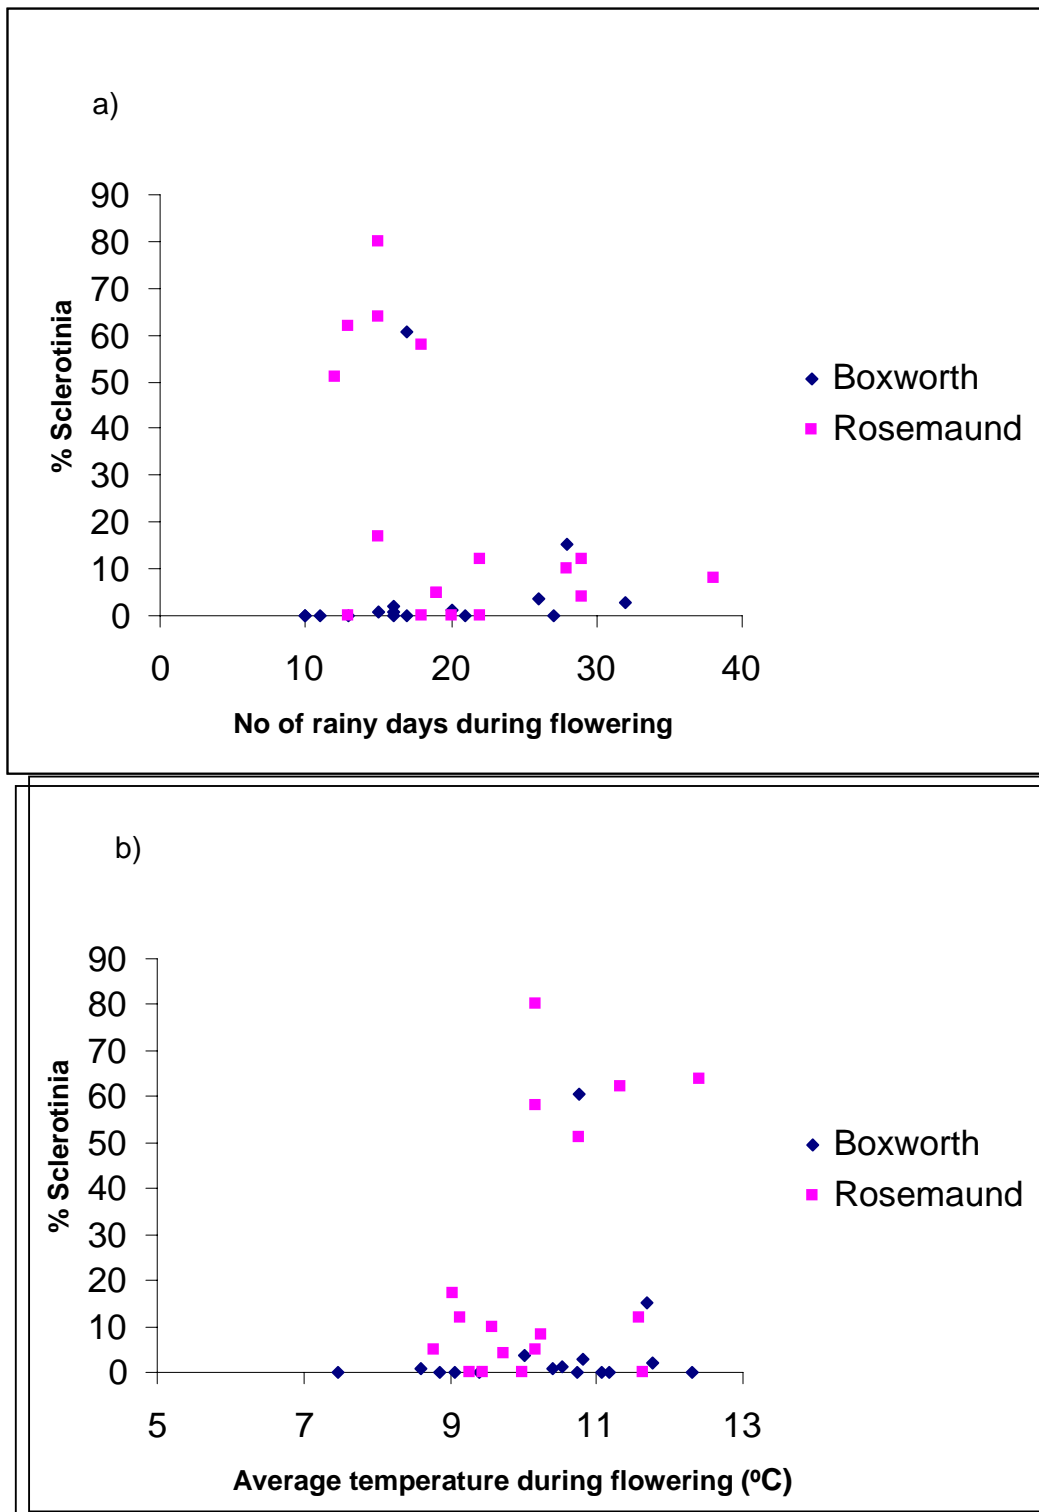 a)
90
80
70
60
50
40
30
20
10
0
% Sclerotinia
0 10 20 30 40
No of rainy days during flowering
Boxworth
Rosemaund
b)
90
80
70
60
50
40
30
20
10
0
% Sclerotinia
5 7 9 11 13
Average temperature during flowering (ºC)
Boxworth
Rosemaund